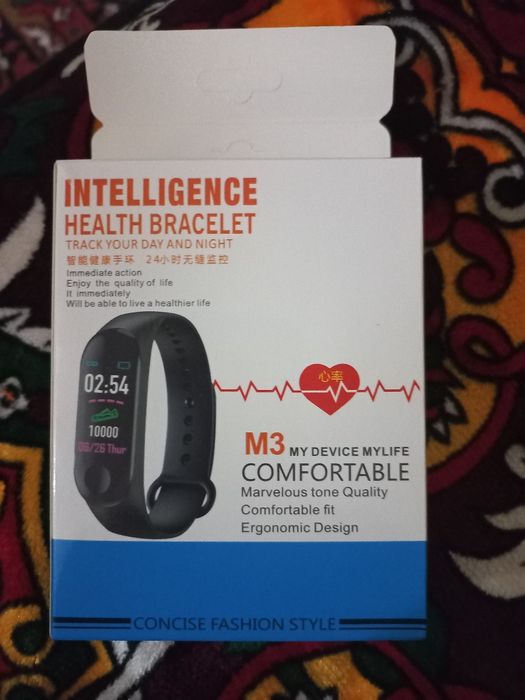 INTELLIGENCE
HEALTH BRACELET
TRACK YOUR DAY AND NIGHT
智能健康手环 24小时无缝监控
Immediate action
Enjoy the quality of life
It immediately
Will be able to live a healthier life
02:54
10000
06/26 Thur
心率
M3 MY DEVICE MYLIFE
COMFORTABLE
Marvelous tone Quality
Comfortable fit
Ergonomic Design
CONCISE FASHION STYLE